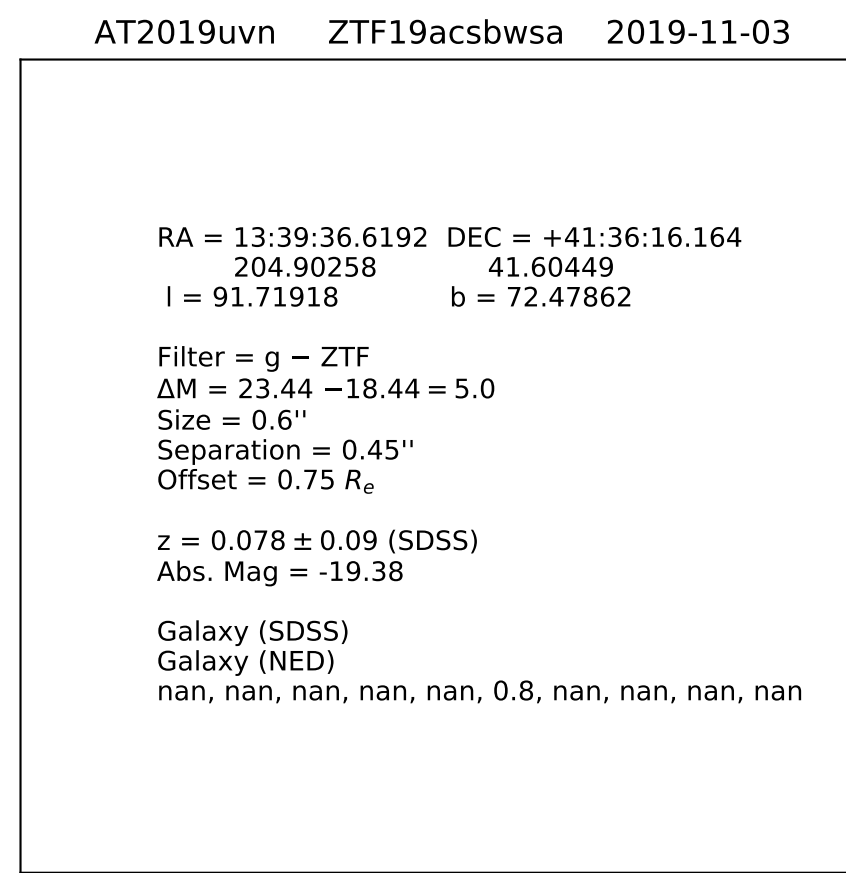 AT2019uvn ZTF19acsbwsa 2019-11-03
RA = 13:39:36.6192 DEC = +41:36:16.164
204.90258 41.60449
l = 91.71918 b = 72.47862
Filter = g − ZTF
ΔM = 23.44 −18.44 = 5.0
Size = 0.6''
Separation = 0.45''
Offset = 0.75 Re
z = 0.078 ± 0.09 (SDSS)
Abs. Mag = -19.38
Galaxy (SDSS)
Galaxy (NED)
nan, nan, nan, nan, nan, 0.8, nan, nan, nan, nan